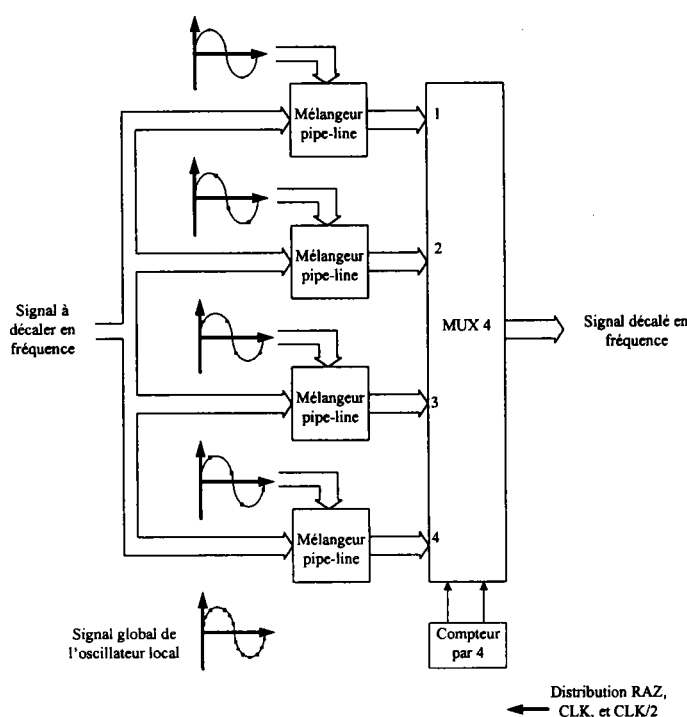 Mélangeur
pipe-line
1
Mélangeur
pipe-line
2
Signal à
décaler en
fréquence
MUX 4
Signal décalé en
fréquence
Mélangeur
pipe-line
3
Mélangeur
pipe-line
4
Signal global de
l'oscillateur local
Compteur
par 4
Distribution RAZ,
CLK, et CLK/2